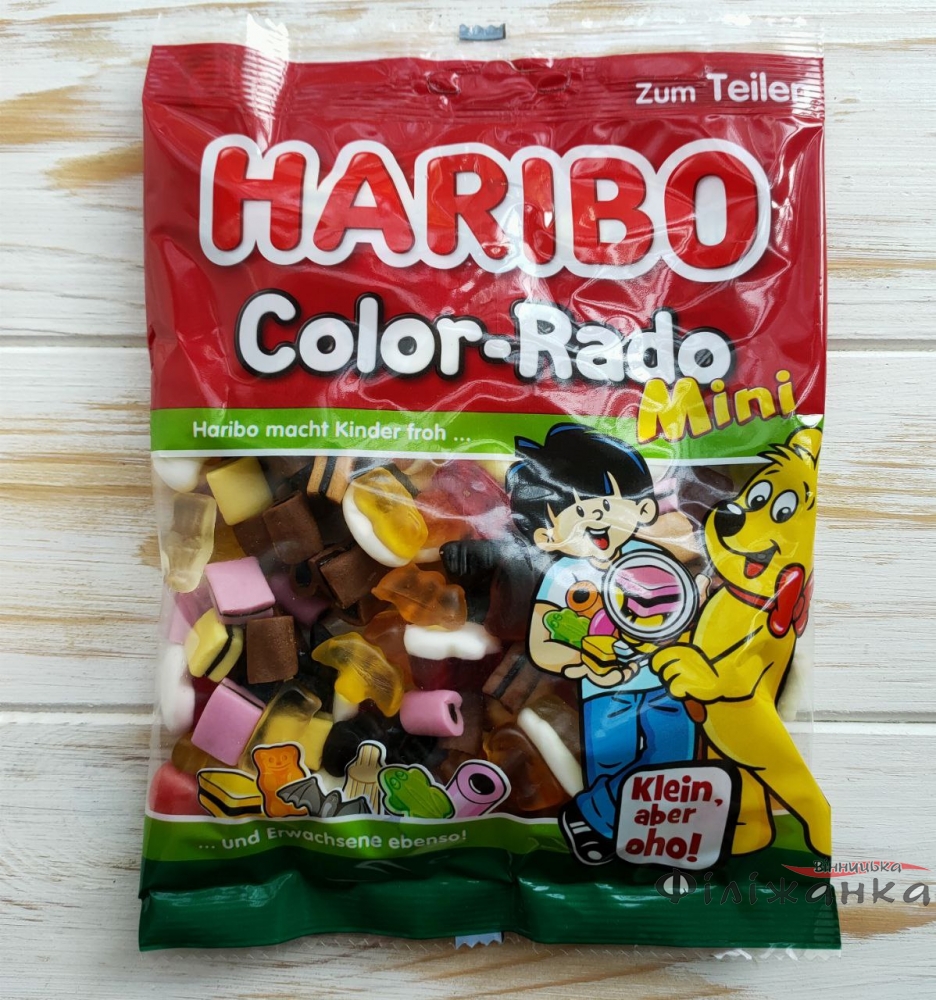 Zum Teilen
HARIBO
Color-Rado
Mini
Haribo macht Kinder froh ...
Klein,
aber
oho!
... und Erwachsene ebenso!
Вінницька
Філіжанка